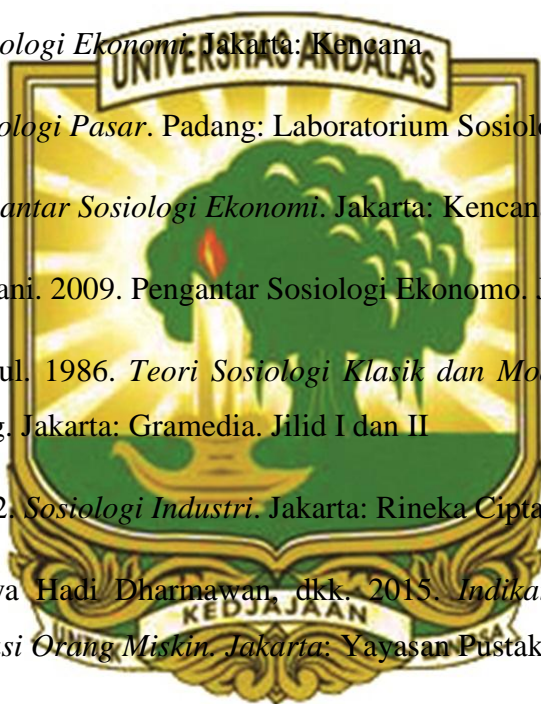 ologi Ekonomi. Jakarta: Kencana
UNIVERSITAS ANDALAS
ologi Pasar. Padang: Laboratorium Sosiolo
antar Sosiologi Ekonomi. Jakarta: Kencan
ani. 2009. Pengantar Sosiologi Ekonomo. J
ul. 1986. Teori Sosiologi Klasik dan Mo
g. Jakarta: Gramedia. Jilid I dan II
2. Sosiologi Industri. Jakarta: Rineka Cipta
ya Hadi Dharmawan, dkk. 2015. Indika
KEDJAJAAN
asi Orang Miskin. Jakarta: Yayasan Pustak